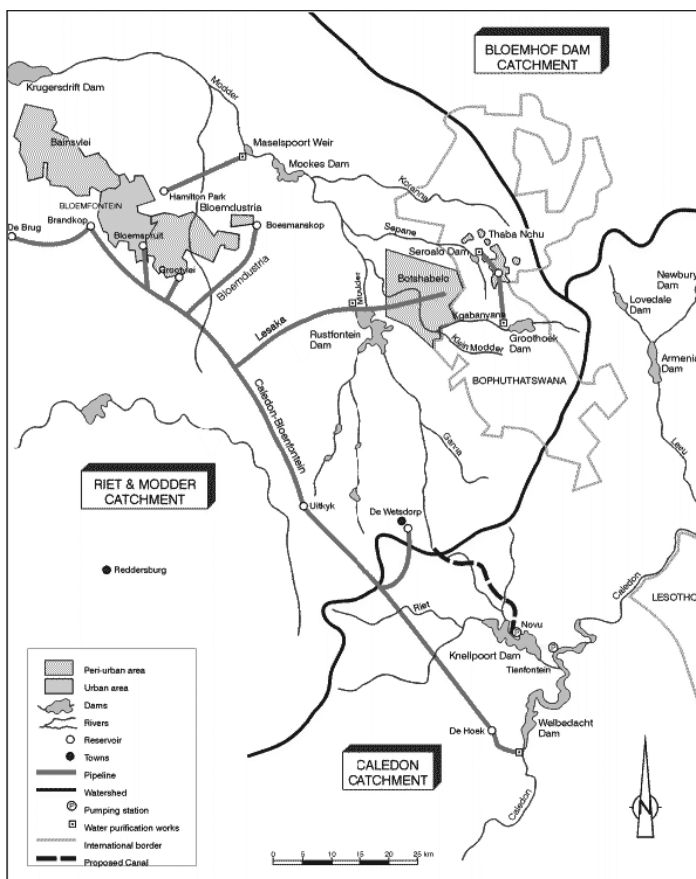 BLOEMHOF DAM
CATCHMENT
Krugersdrift Dam
Modder
Bainsvlei
Maselspoort Weir
Mockes Dam
Koranna
Hamilton Park
BLOEMFONTEIN
Bloemdustria
Brandkop
Boesmanskop
De Brug
Bloemspruit
Sepane
Thaba Nchu
Seroalo Dam
Grootvlei
Bloemdustria
Botshabelo
Newbury
Dam
Lovedale
Dam
Modder
Lesaka
Kgabanyane
Rustfontein
Dam
Groothoek
Dam
Klein Modder
Armenia
Dam
BOPHUTHATSWANA
Caledon-Bloemfontein
Leeu
Ganna
RIET & MODDER
CATCHMENT
Uitkyk
De Wetsdorp
Reddersburg
Caledon
LESOTHO
Riet
Novu
Knellpoort Dam
Tienfontein
De Hoek
Welbedacht
Dam
CALEDON
CATCHMENT
Caledon
Peri-urban area
Urban area
Dams
Rivers
Reservoir
Towns
Pipeline
Watershed
P Pumping station
Water purification works
International border
Proposed Canal
N
0 5 10 15 20 25 km